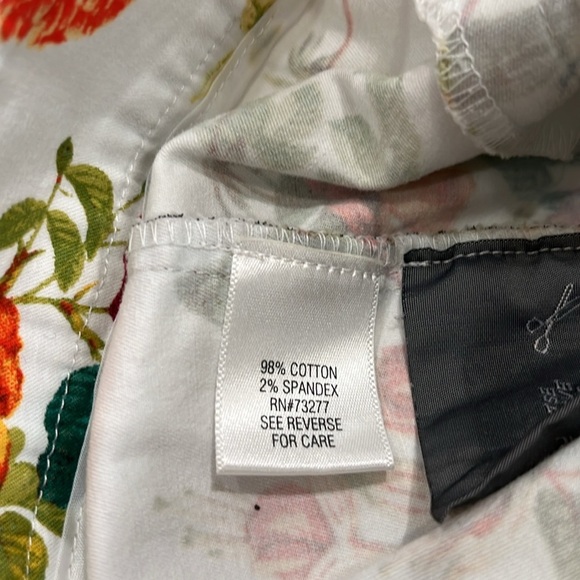 98% COTTON
2% SPANDEX
RN#73277
SEE REVERSE
FOR CARE